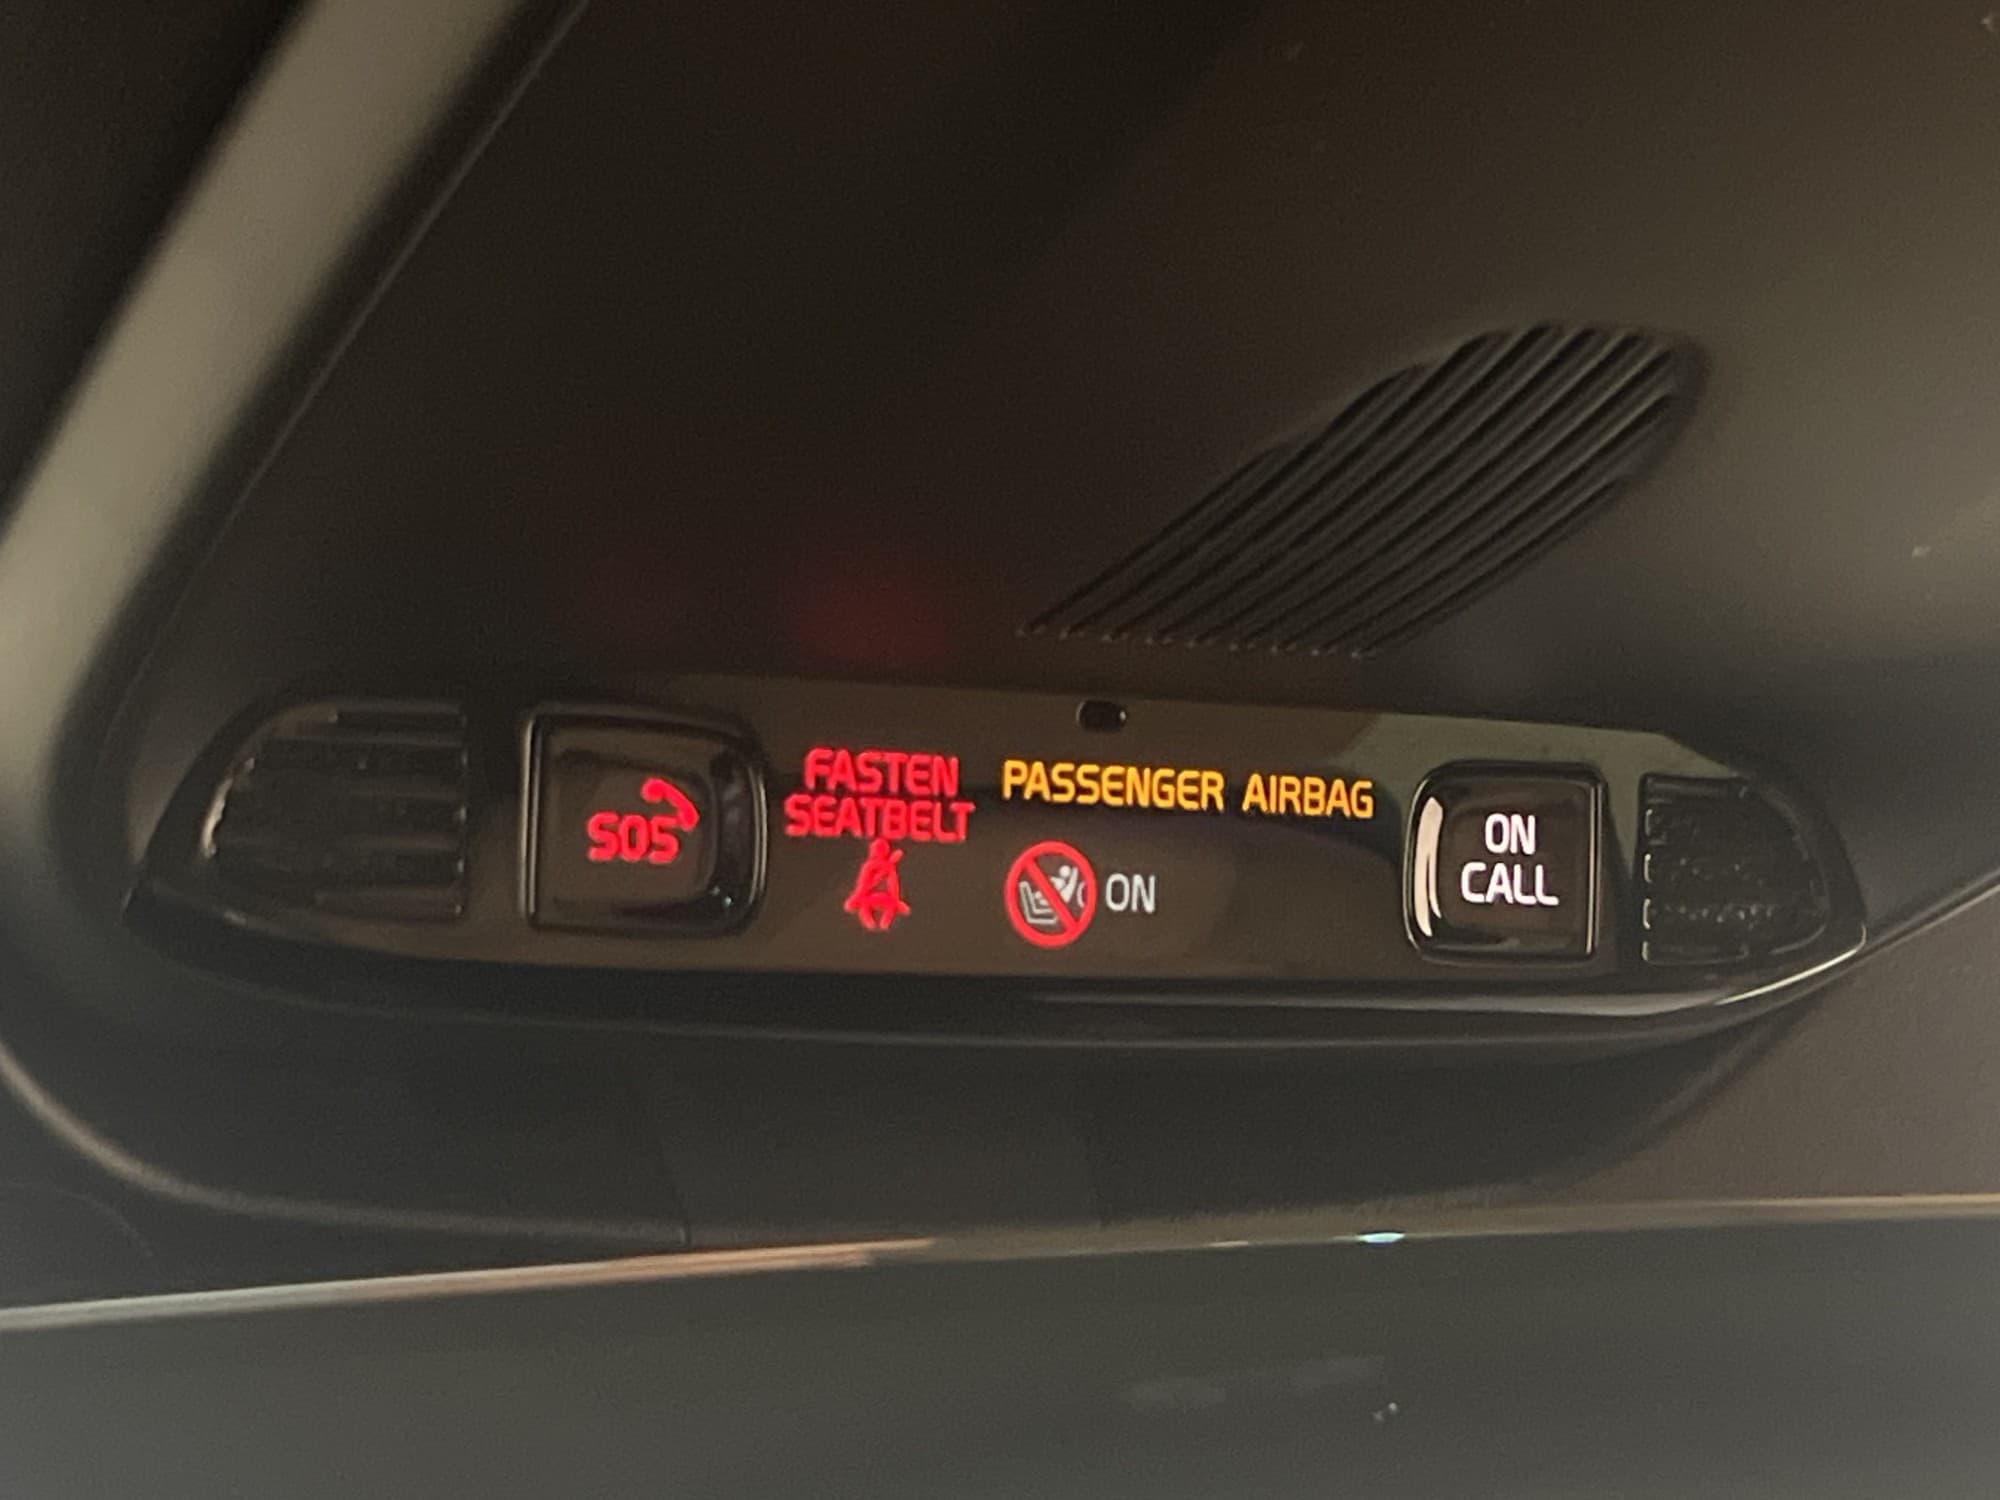 SOS
FASTEN
SEATBELT
PASSENGER AIRBAG
ON
ON
CALL